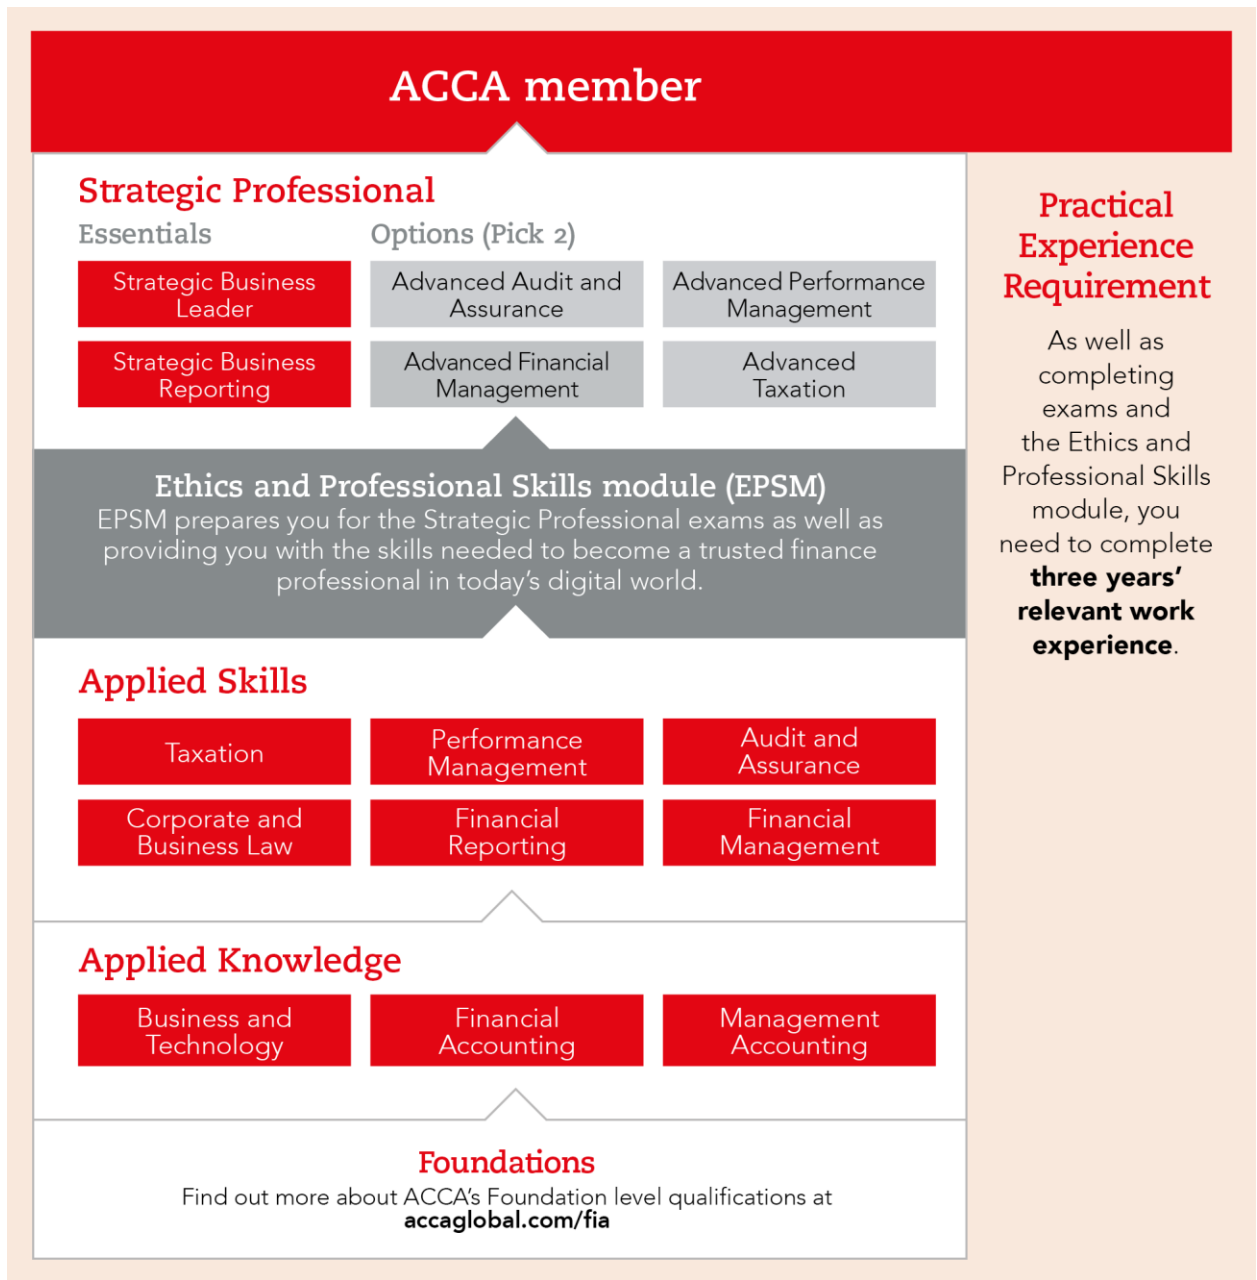 ACCA member
Strategic Professional
Essentials
Options (Pick 2)
Strategic Business
Leader
Advanced Audit and
Assurance
Advanced Performance
Management
Strategic Business
Reporting
Advanced Financial
Management
Advanced
Taxation
Ethics and Professional Skills module (EPSM)
EPSM prepares you for the Strategic Professional exams as well as
providing you with the skills needed to become a trusted finance
professional in today’s digital world.
Applied Skills
Taxation
Performance
Management
Audit and
Assurance
Corporate and
Business Law
Financial
Reporting
Financial
Management
Applied Knowledge
Business and
Technology
Financial
Accounting
Management
Accounting
Foundations
Find out more about ACCA’s Foundation level qualifications at
accaglobal.com/fia
Practical
Experience
Requirement
As well as
completing
exams and
the Ethics and
Professional Skills
module, you
need to complete
three years’
relevant work
experience.